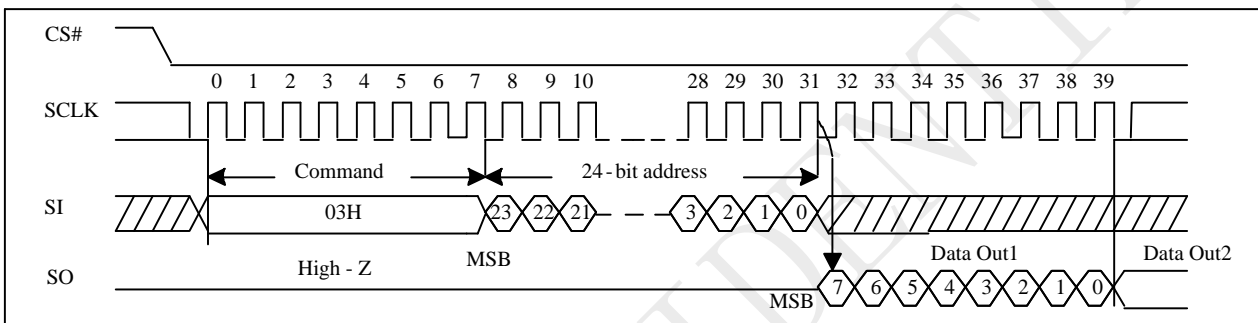 CS#
0 1 2 3 4 5 6 7 8 9 10 28 29 30 31 32 33 34 35 36 37 38 39
SCLK
Command 24-bit address
SI 03H 23 22 21 3 2 1 0
High - Z MSB Data Out1 Data Out2
SO MSB 7 6 5 4 3 2 1 0